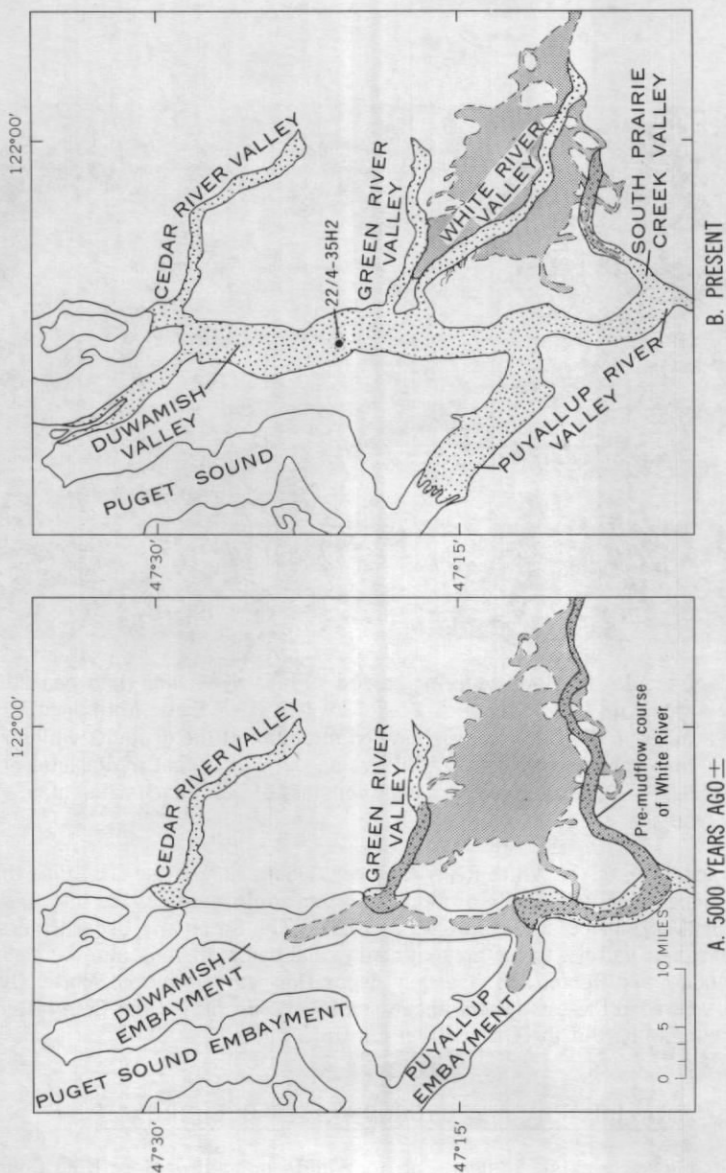 122°00'
47°30'
47°15'
CEDAR RIVER VALLEY
DUWAMISH
EMBAYMENT
PUGET SOUND EMBAYMENT
GREEN RIVER
VALLEY
PUYALLUP
EMBAYMENT
Pre-mudflow course
of White River
0 5 10 MILES
A. 5000 YEARS AGO±
122°00'
47°30'
47°15'
CEDAR RIVER VALLEY
DUWAMISH
VALLEY
PUGET SOUND
22/4-35H2
GREEN RIVER
VALLEY
WHITE RIVER
VALLEY
PUYALLUP RIVER
VALLEY
SOUTH PRAIRIE
CREEK VALLEY
B. PRESENT